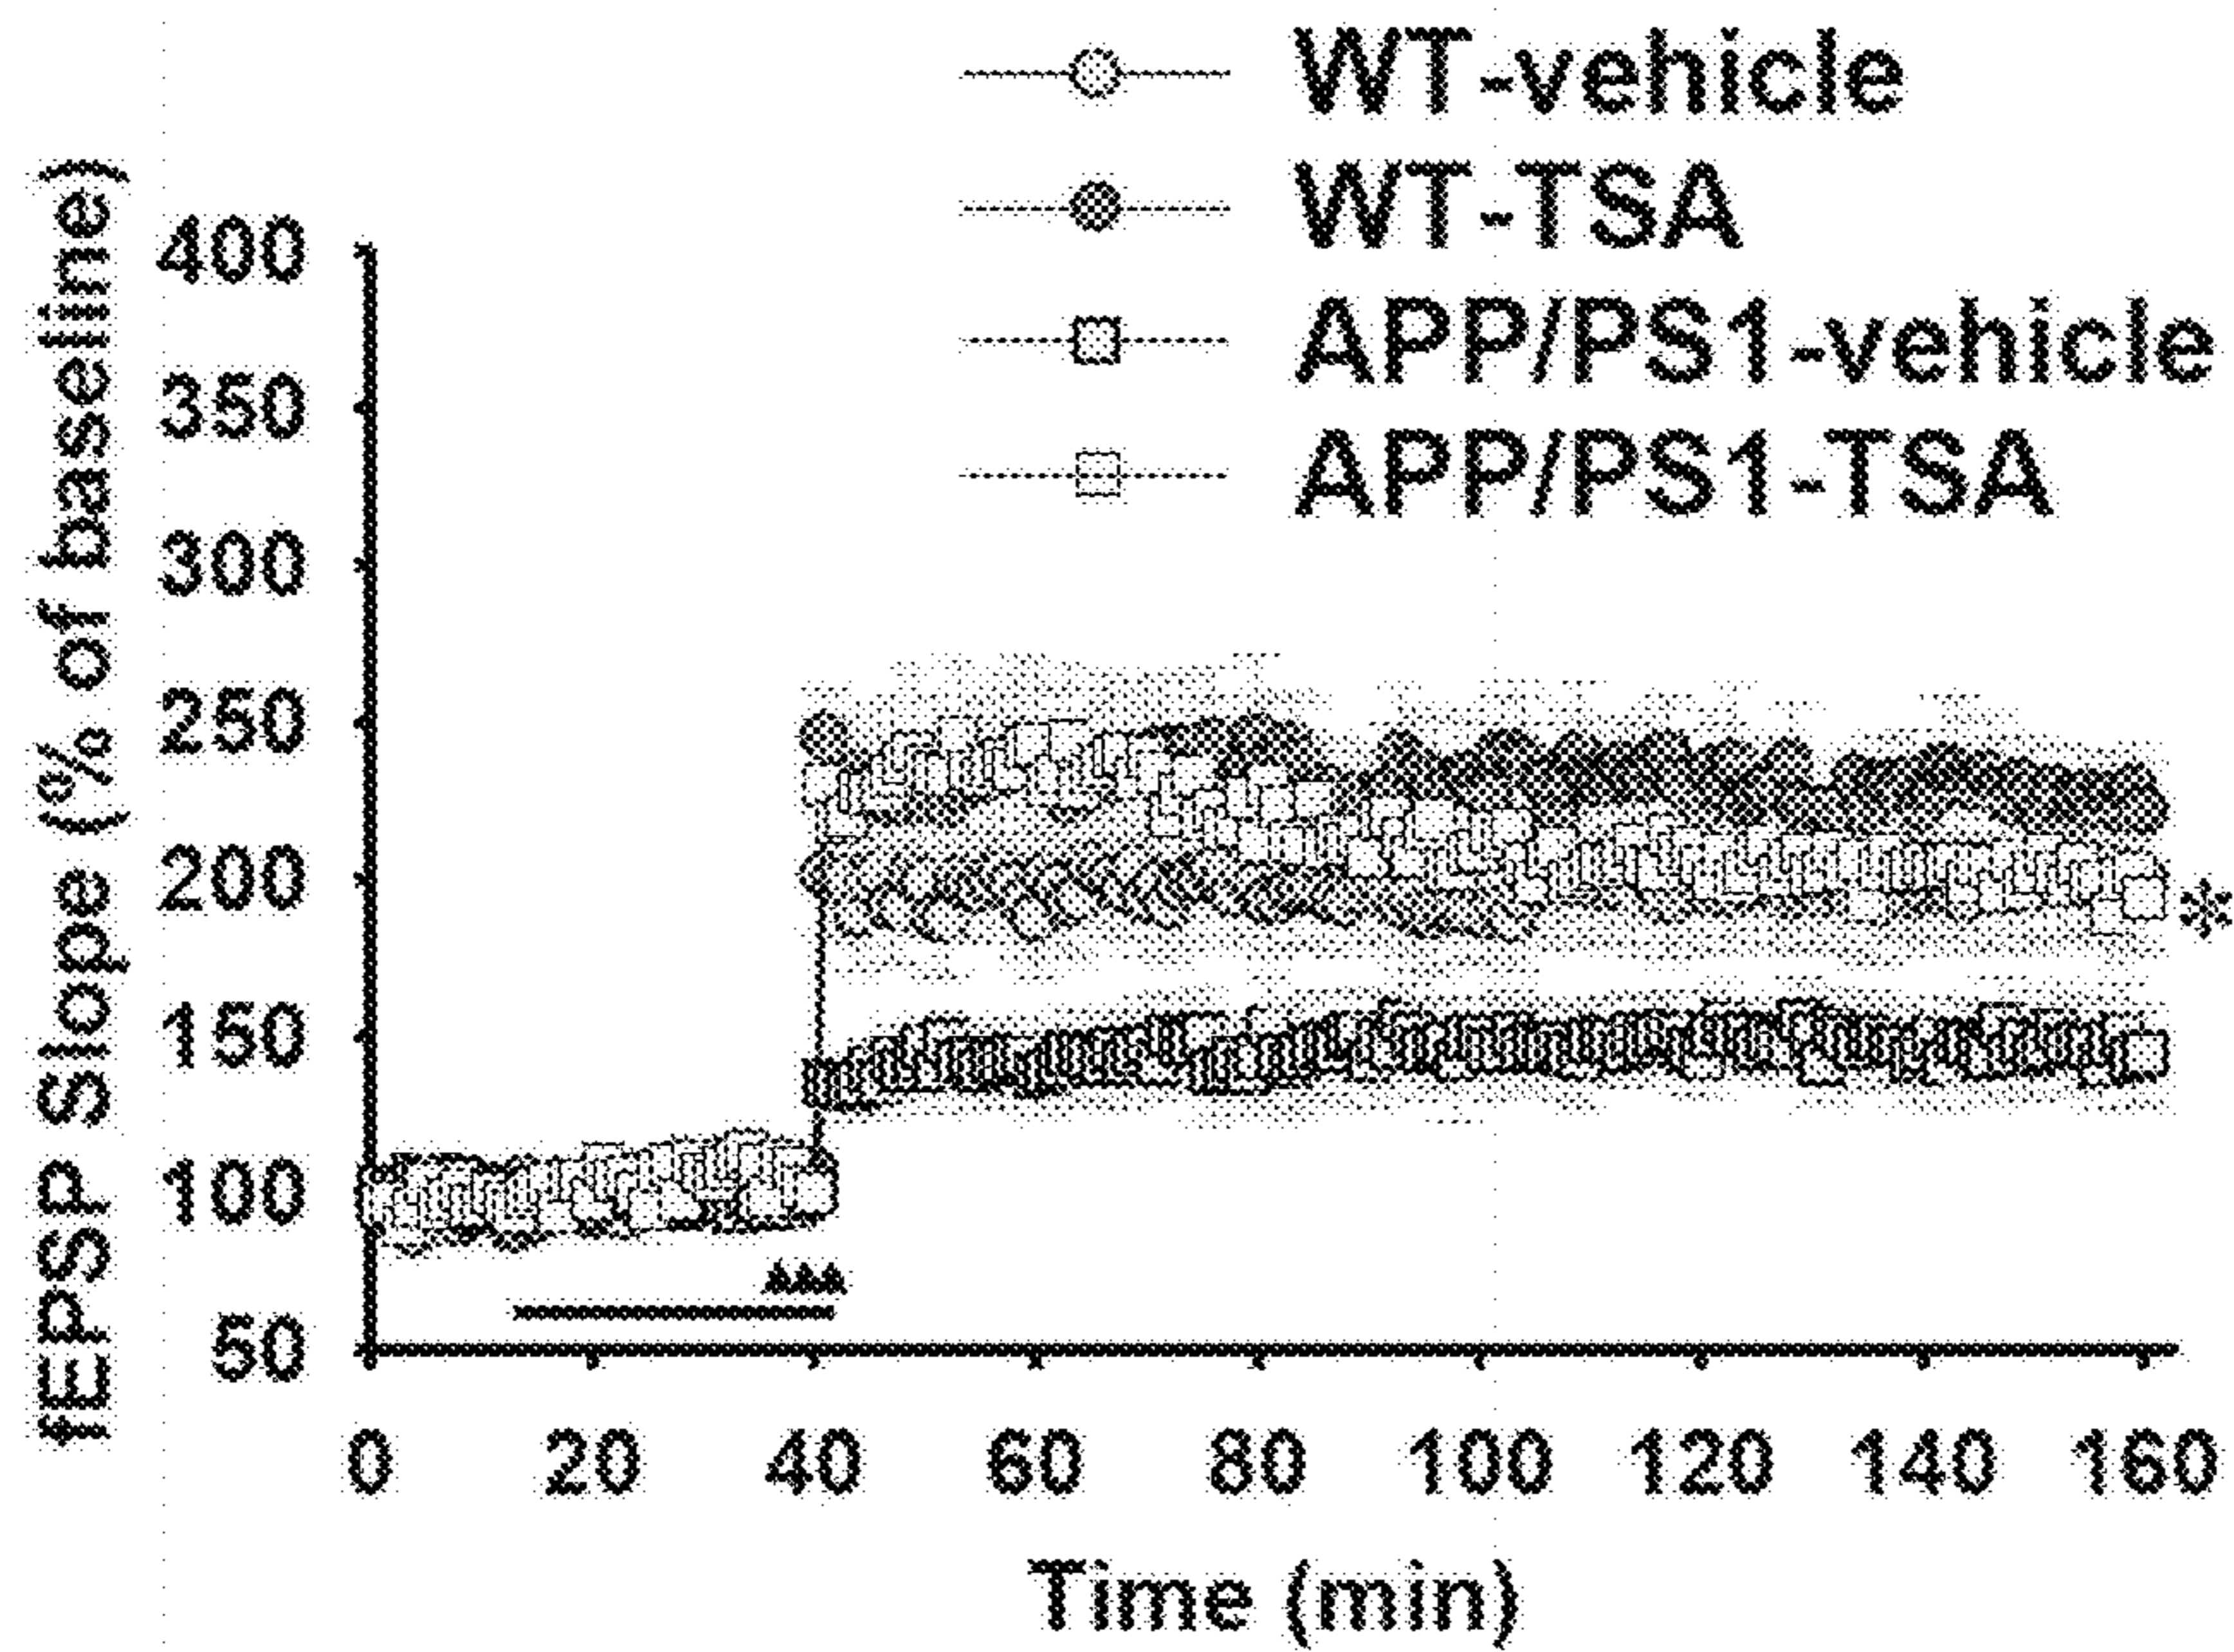 WT-vehicle
WT-TSA
APP/PS1-vehicle
APP/PS1-TSA
fEPSP Slope (% of baseline)
400
350
300
250
200
150
100
50
*
0 20 40 60 80 100 120 140 160
Time (min)